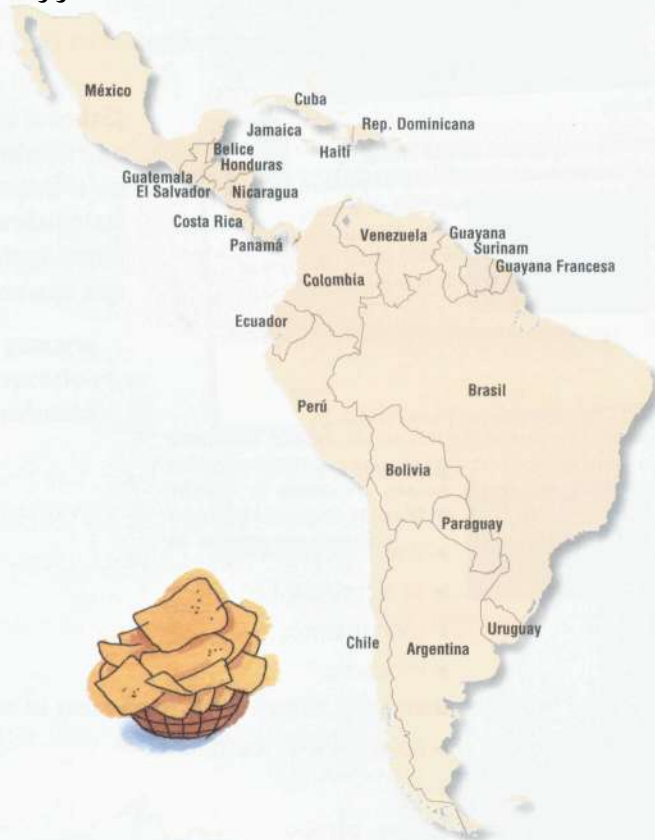 México
Cuba
Jamaica
Rep. Dominicana
Haití
Belice
Honduras
Guatemala
El Salvador
Nicaragua
Costa Rica
Panamá
Venezuela
Guayana
Surinam
Guayana Francesa
Colombia
Ecuador
Brasil
Perú
Bolivia
Paraguay
Uruguay
Chile
Argentina